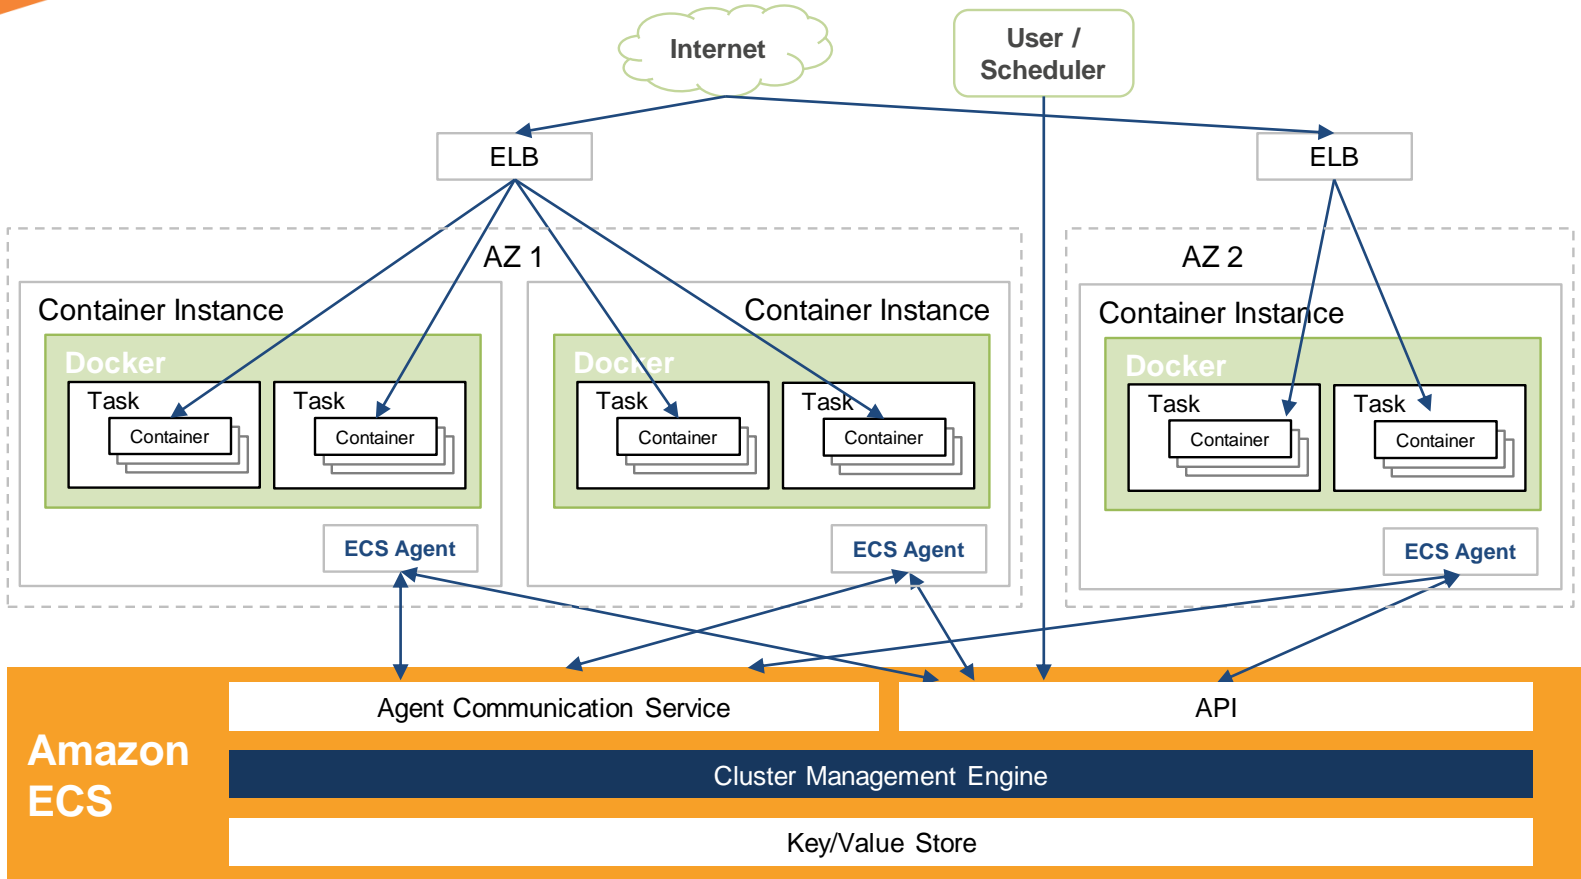 Internet
User /
Scheduler
ELB
ELB
AZ 1
AZ 2
Container Instance
Container Instance
Container Instance
Docker
Docker
Docker
Task
Task
Task
Task
Task
Task
Container
Container
Container
Container
Container
Container
ECS Agent
ECS Agent
ECS Agent
Amazon
ECS
Agent Communication Service
API
Cluster Management Engine
Key/Value Store